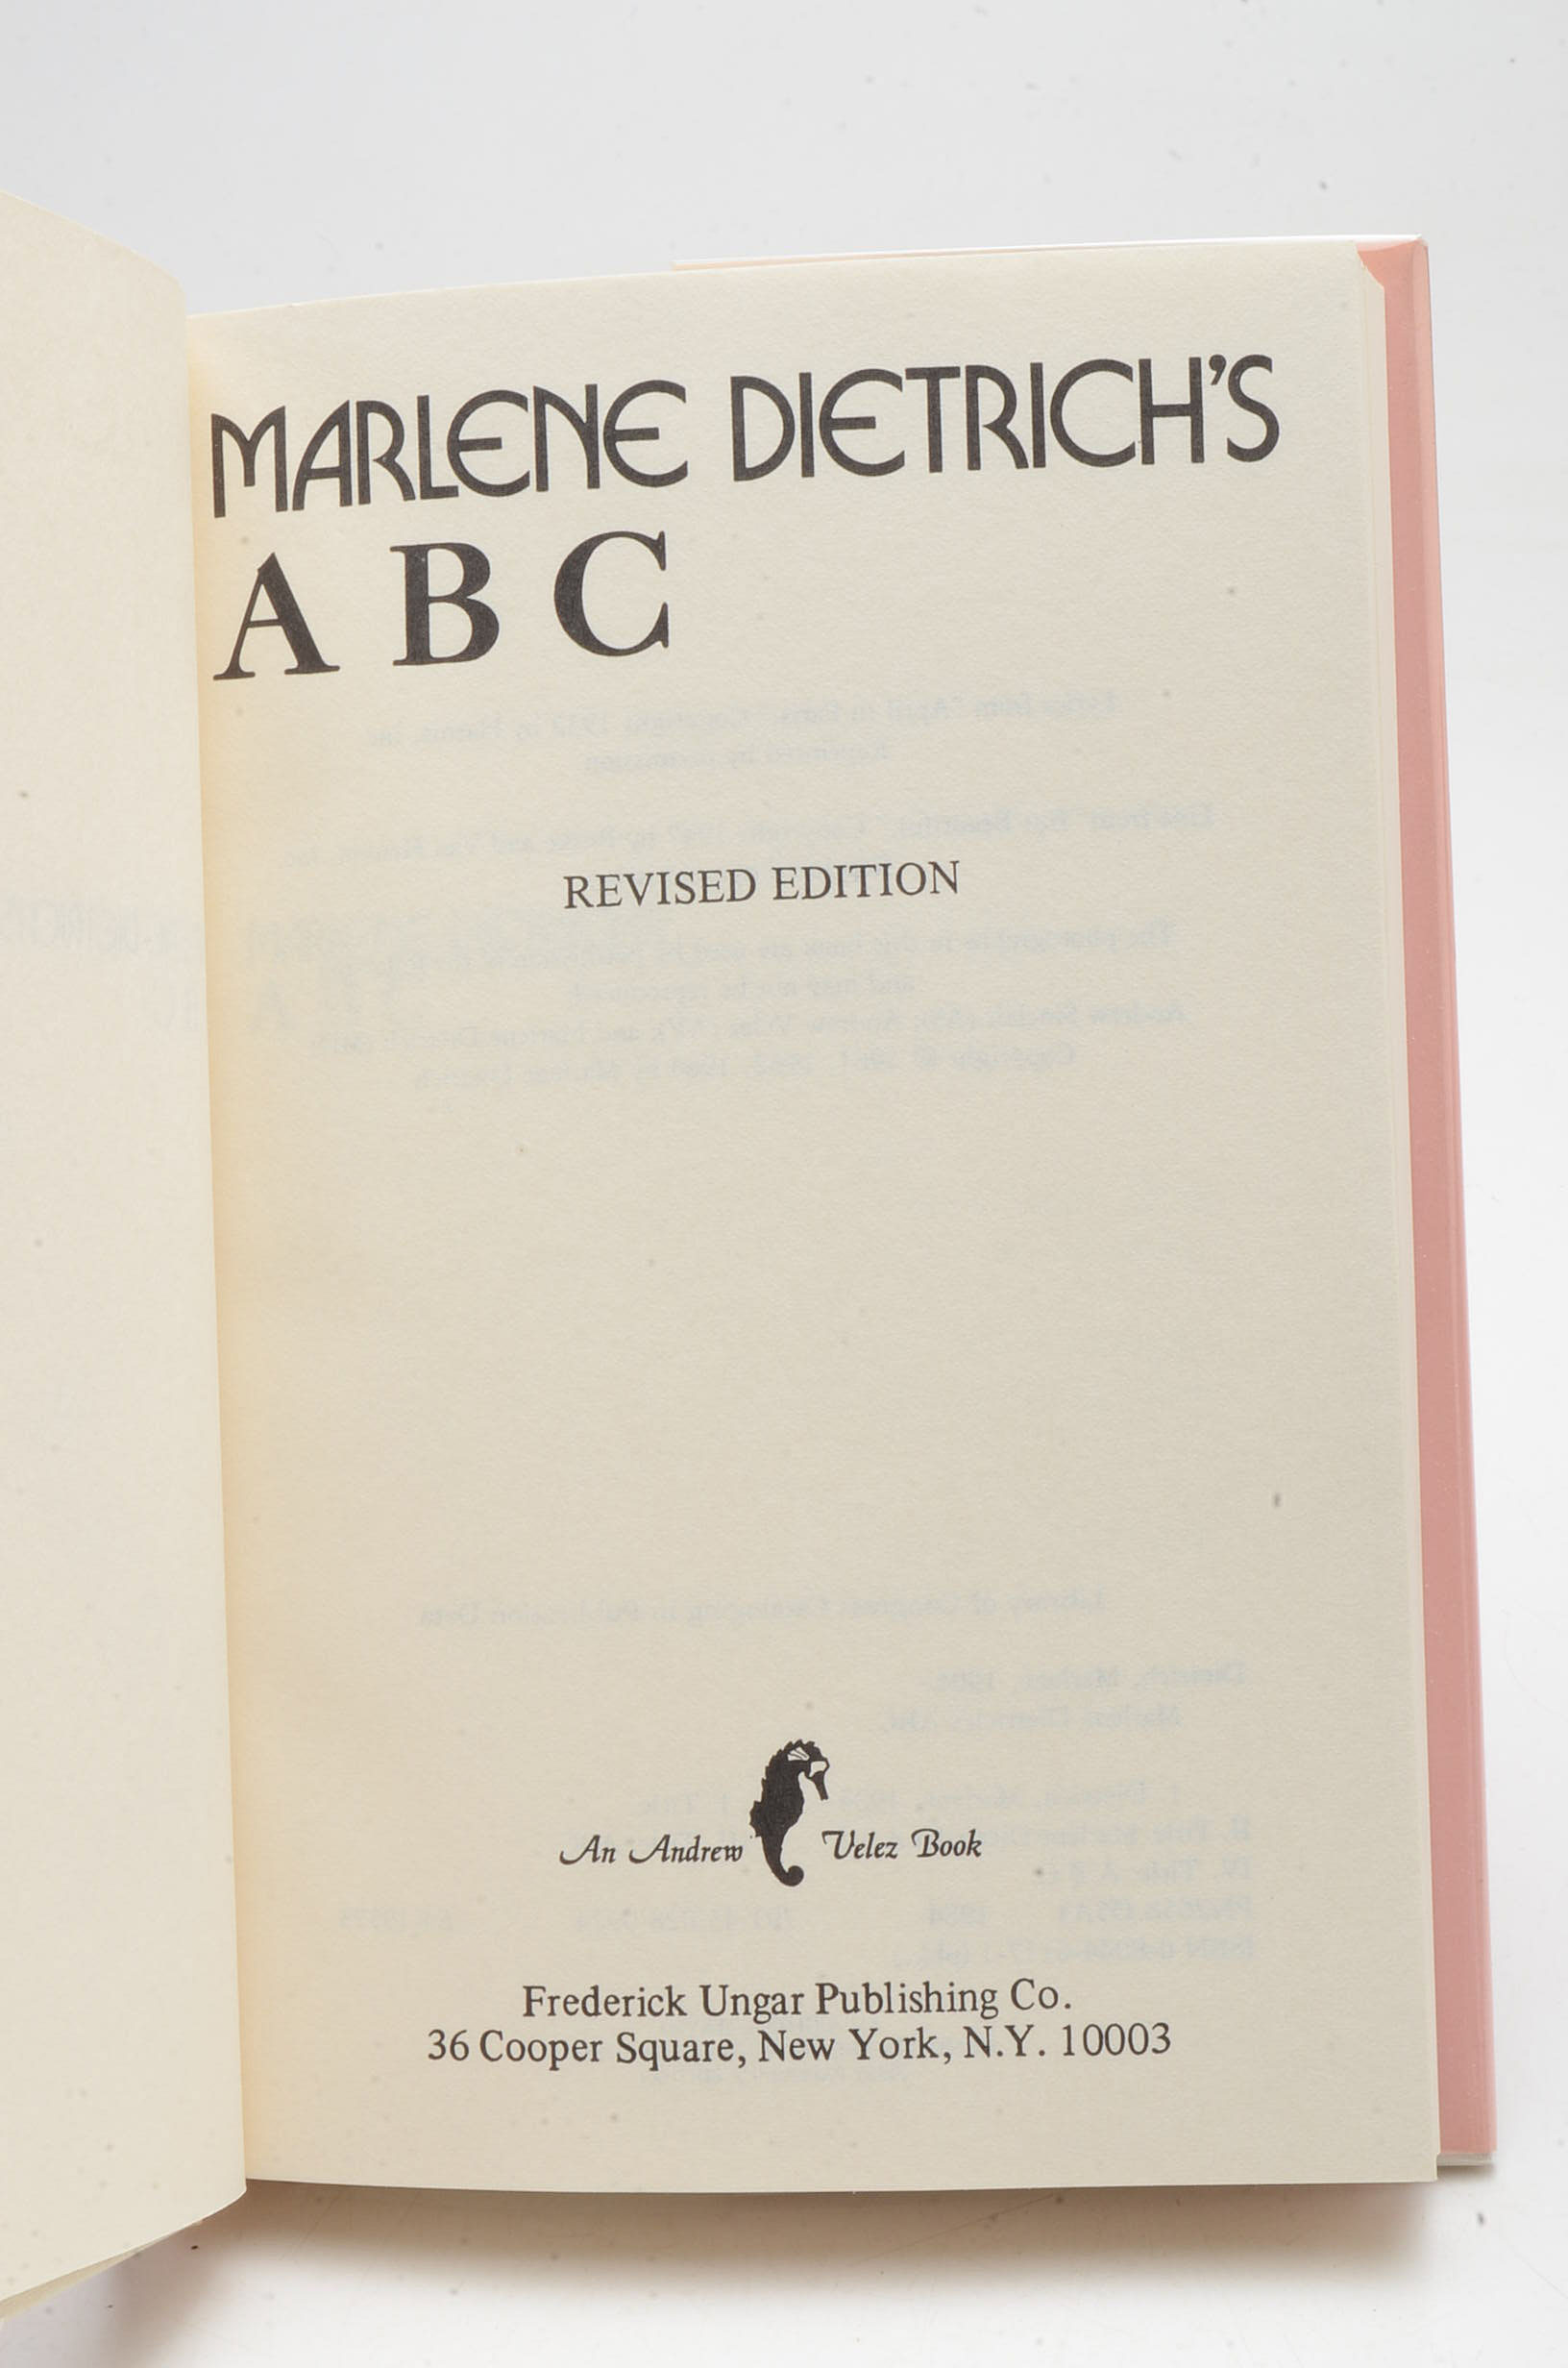 MARLENE DIETRICH'S
A B C
REVISED EDITION
An Andrew Velez Book
Frederick Ungar Publishing Co.
36 Cooper Square, New York, N.Y. 10003